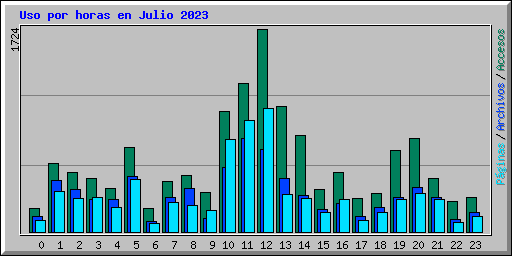 Uso por horas en Julio 2023
1724
Páginas / Archivos / Accesos
0 1 2 3 4 5 6 7 8 9 10 11 12 13 14 15 16 17 18 19 20 21 22 23